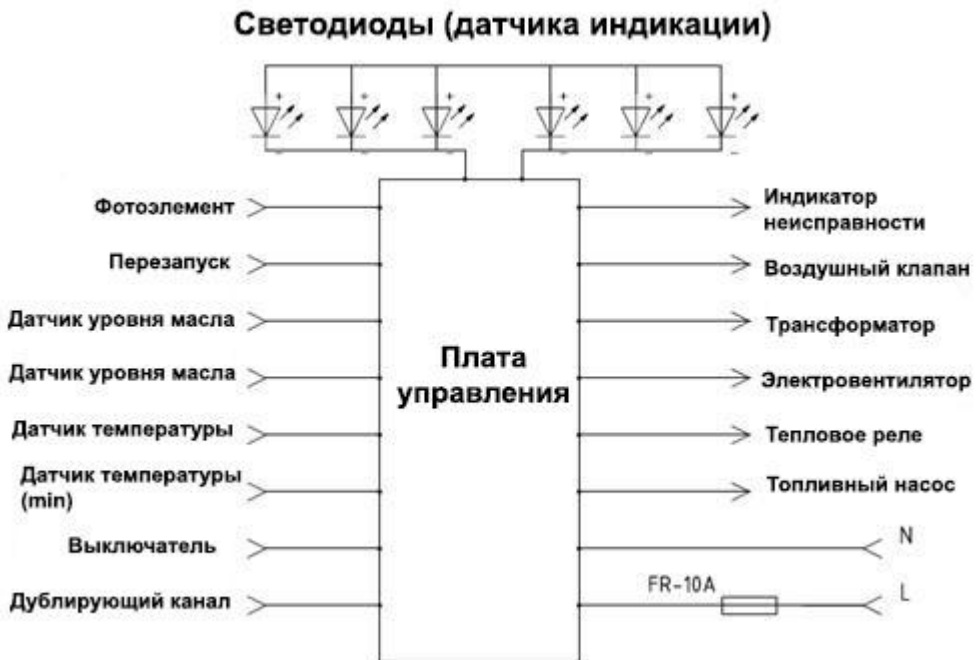 Светодиоды (датчика индикации)
+ + + + + +
− − − − − −
Фотоэлемент
Перезапуск
Датчик уровня масла
Датчик уровня масла
Датчик температуры
Датчик температуры
(min)
Выключатель
Дублирующий канал
Плата
управления
Индикатор
неисправности
Воздушный клапан
Трансформатор
Электровентилятор
Тепловое реле
Топливный насос
N
FR-10A
L